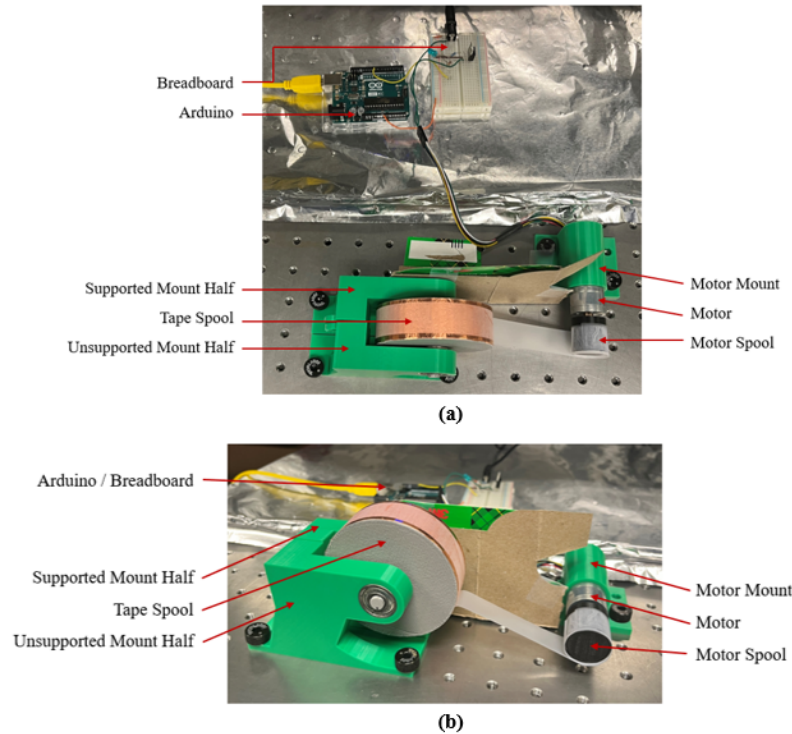 Breadboard
Arduino
Supported Mount Half
Tape Spool
Unsupported Mount Half
Motor Mount
Motor
Motor Spool
(a)
Arduino / Breadboard
Supported Mount Half
Tape Spool
Unsupported Mount Half
Motor Mount
Motor
Motor Spool
(b)